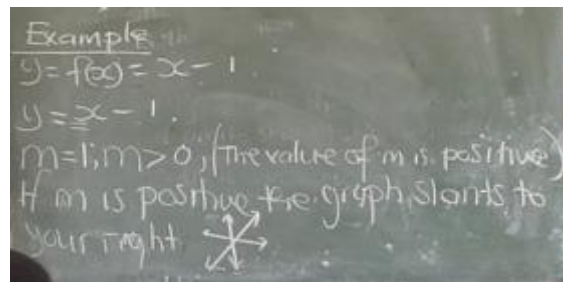 Example
y = f(x) = x - 1.
y = x - 1.
m=1; m>0, (The value of m is positive)
If m is positive the graph slants to
your right.